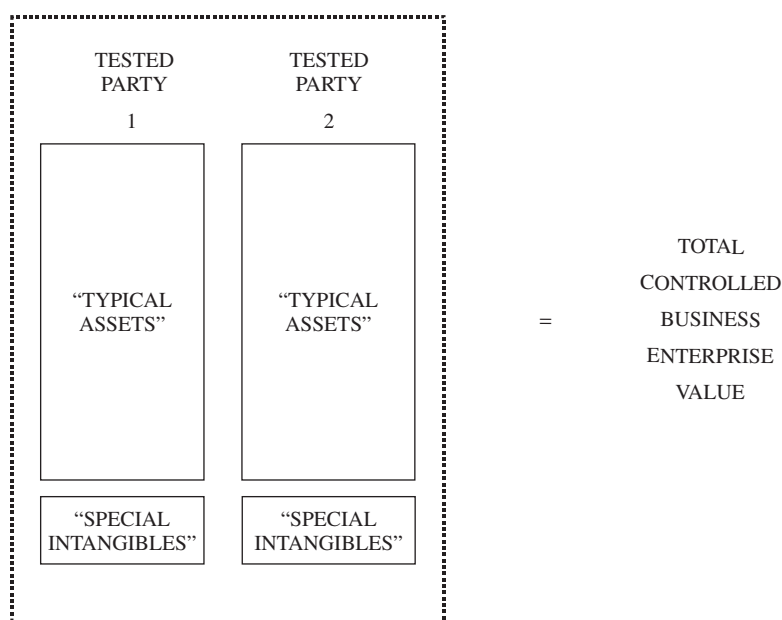 TESTED
PARTY
1
TESTED
PARTY
2
“TYPICAL
ASSETS”
“TYPICAL
ASSETS”
“SPECIAL
INTANGIBLES”
“SPECIAL
INTANGIBLES”
=
TOTAL
CONTROLLED
BUSINESS
ENTERPRISE
VALUE